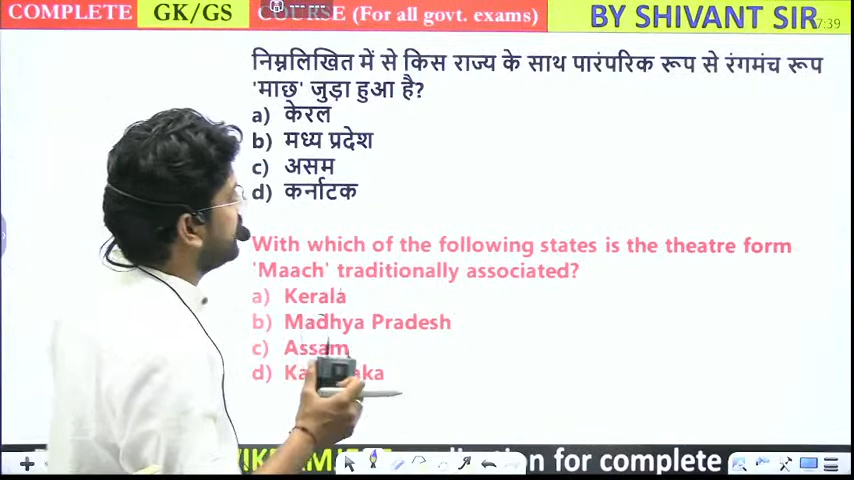 COMPLETE GK/GS COURSE (For all govt. exams) BY SHIVANT SIR
17:39
निम्नलिखित में से किस राज्य के साथ पारंपरिक रूप से रंगमंच रूप
'माछ' जुड़ा हुआ है?
a) केरल
b) मध्य प्रदेश
c) असम
d) कर्नाटक
With which of the following states is the theatre form
'Maach' traditionally associated?
a) Kerala
b) Madhya Pradesh
c) Assam
d)
for complete